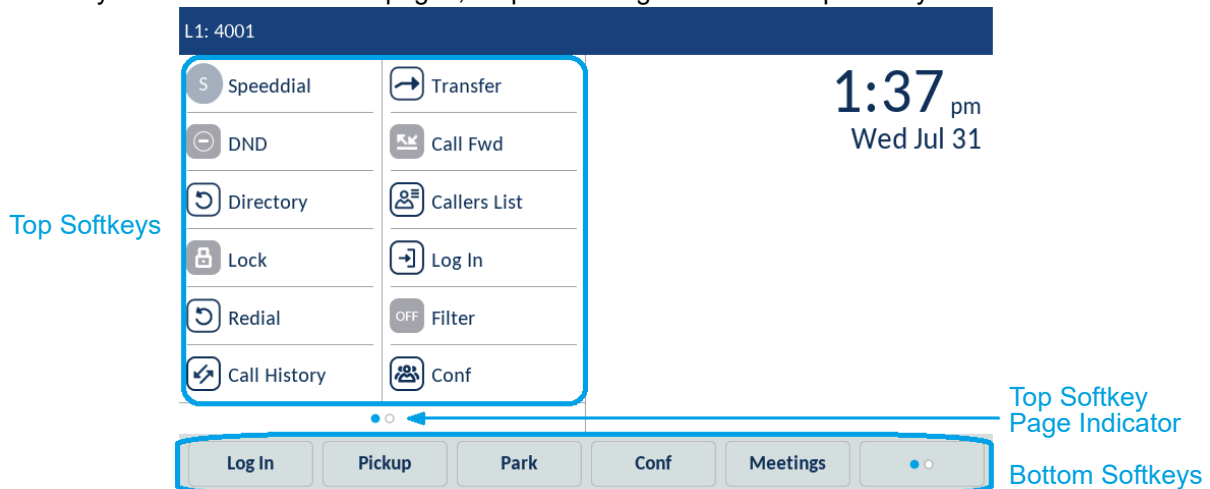 L1: 4001
S Speeddial
Transfer
DND
Call Fwd
Directory
Callers List
Lock
Log In
Redial
OFF Filter
Call History
Conf
1:37 pm
Wed Jul 31
Top Softkeys
Top Softkey
Page Indicator
Log In
Pickup
Park
Conf
Meetings
Bottom Softkeys